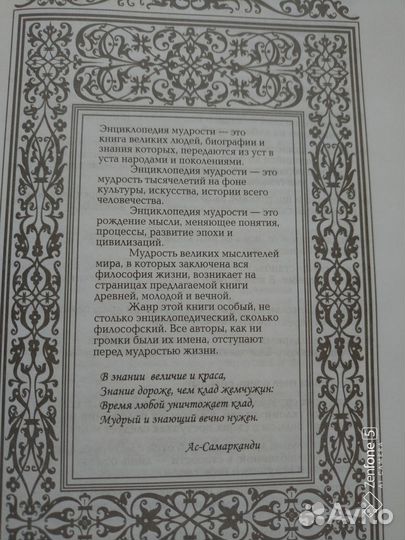 Энциклопедия мудрости — это
книга великих людей, биографии и
знания которых, передаются из уст в
уста народами и поколениями.
Энциклопедия мудрости — это
мудрость тысячелетий на фоне
культуры, искусства, истории всего
человечества.
Энциклопедия мудрости — это
рождение мысли, меняющее понятия,
процессы, развитие эпохи и
цивилизаций.
Мудрость великих мыслителей
мира, в которых заключена вся
философия жизни, возникает на
страницах предлагаемой книги
древней, молодой и вечной.
Жанр этой книги особый, не
столько энциклопедический, сколько
философский. Все авторы, как ни
громки были их имена, отступают
перед мудростью жизни.
В знании величие и краса,
Знание дороже, чем клад жемчужин:
Время любой уничтожает клад,
Мудрый и знающий вечно нужен.
Ас-Самарканди
Zenfone 5
AI CAMERA
Avito